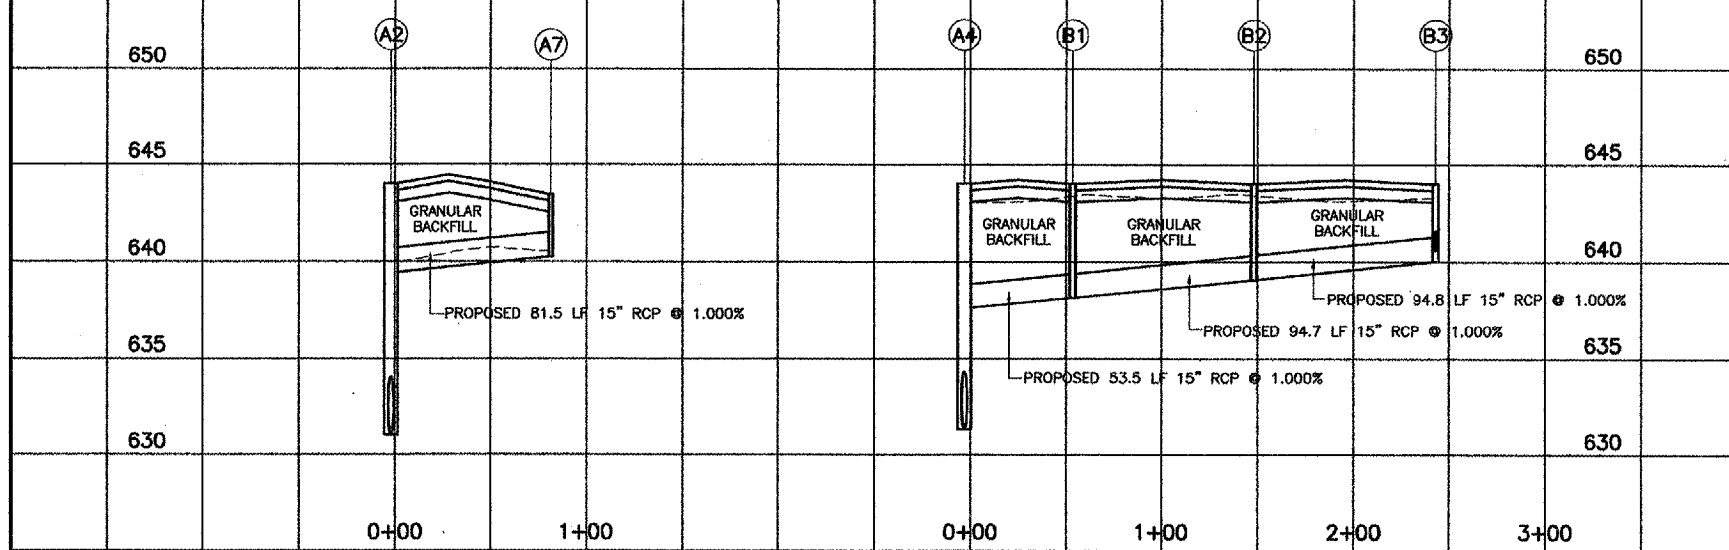 A2
A7
A4
B1
B2
B3
650
650
645
645
GRANULAR
BACKFILL
GRANULAR
BACKFILL
GRANULAR
BACKFILL
GRANULAR
BACKFILL
640
640
PROPOSED 81.5 LF 15" RCP @ 1.000%
PROPOSED 94.8 LF 15" RCP @ 1.000%
PROPOSED 94.7 LF 15" RCP @ 1.000%
635
635
PROPOSED 53.5 LF 15" RCP @ 1.000%
630
630
0+00
1+00
0+00
1+00
2+00
3+00